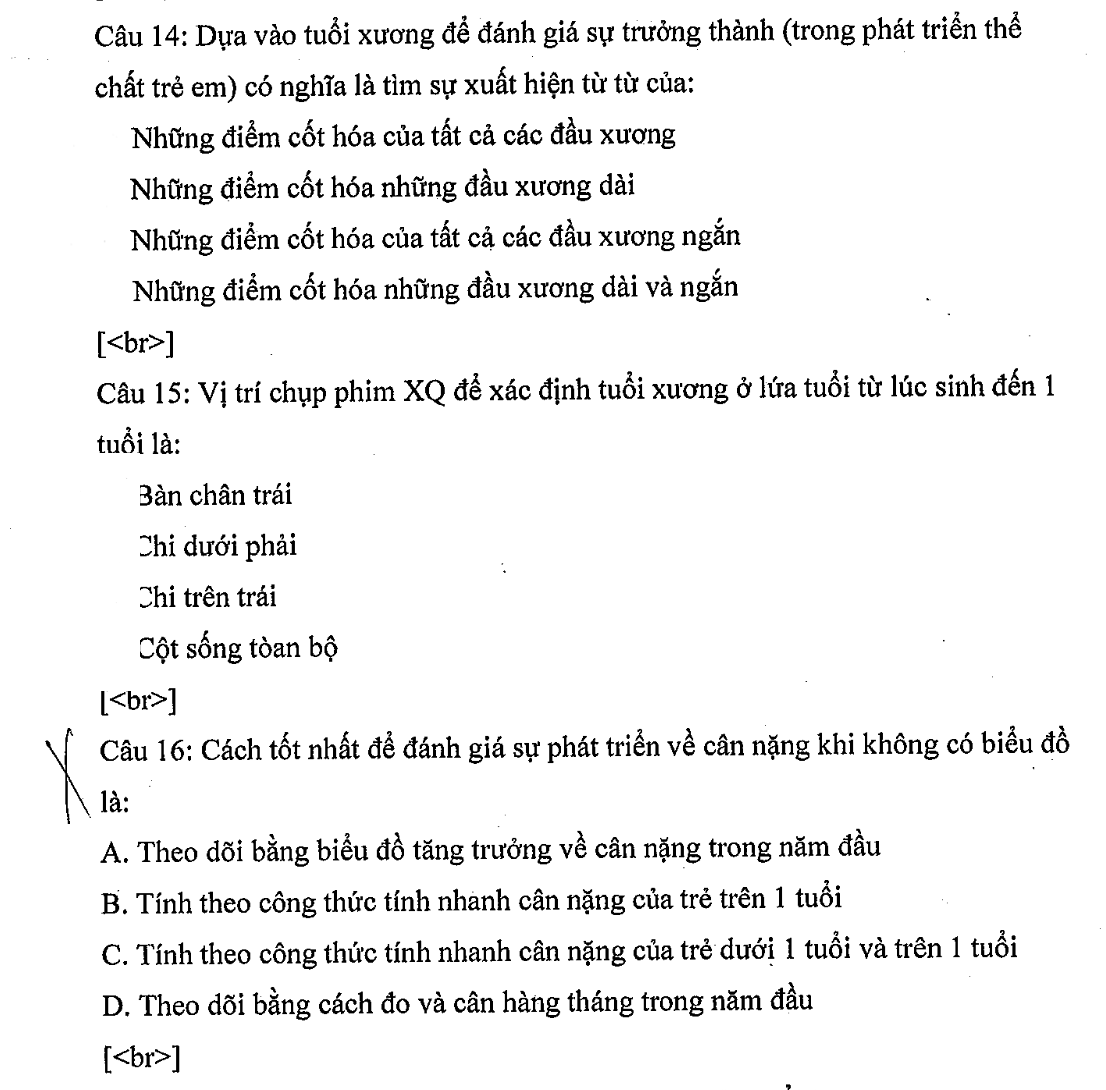 Câu 14: Dựa vào tuổi xương để đánh giá sự trưởng thành (trong phát triển thể
chất trẻ em) có nghĩa là tìm sự xuất hiện từ từ của:
Những điểm cốt hóa của tất cả các đầu xương
Những điểm cốt hóa những đầu xương dài
Những điểm cốt hóa của tất cả các đầu xương ngắn
Những điểm cốt hóa những đầu xương dài và ngắn
[<br>]
Câu 15: Vị trí chụp phim XQ để xác định tuổi xương ở lứa tuổi từ lúc sinh đến 1
tuổi là:
Bàn chân trái
Chi dưới phải
Chi trên trái
Cột sống tòan bộ
[<br>]
Câu 16: Cách tốt nhất để đánh giá sự phát triển về cân nặng khi không có biểu đồ
là:
A. Theo dõi bằng biểu đồ tăng trưởng về cân nặng trong năm đầu
B. Tính theo công thức tính nhanh cân nặng của trẻ trên 1 tuổi
C. Tính theo công thức tính nhanh cân nặng của trẻ dưới 1 tuổi và trên 1 tuổi
D. Theo dõi bằng cách đo và cân hàng tháng trong năm đầu
[<br>]